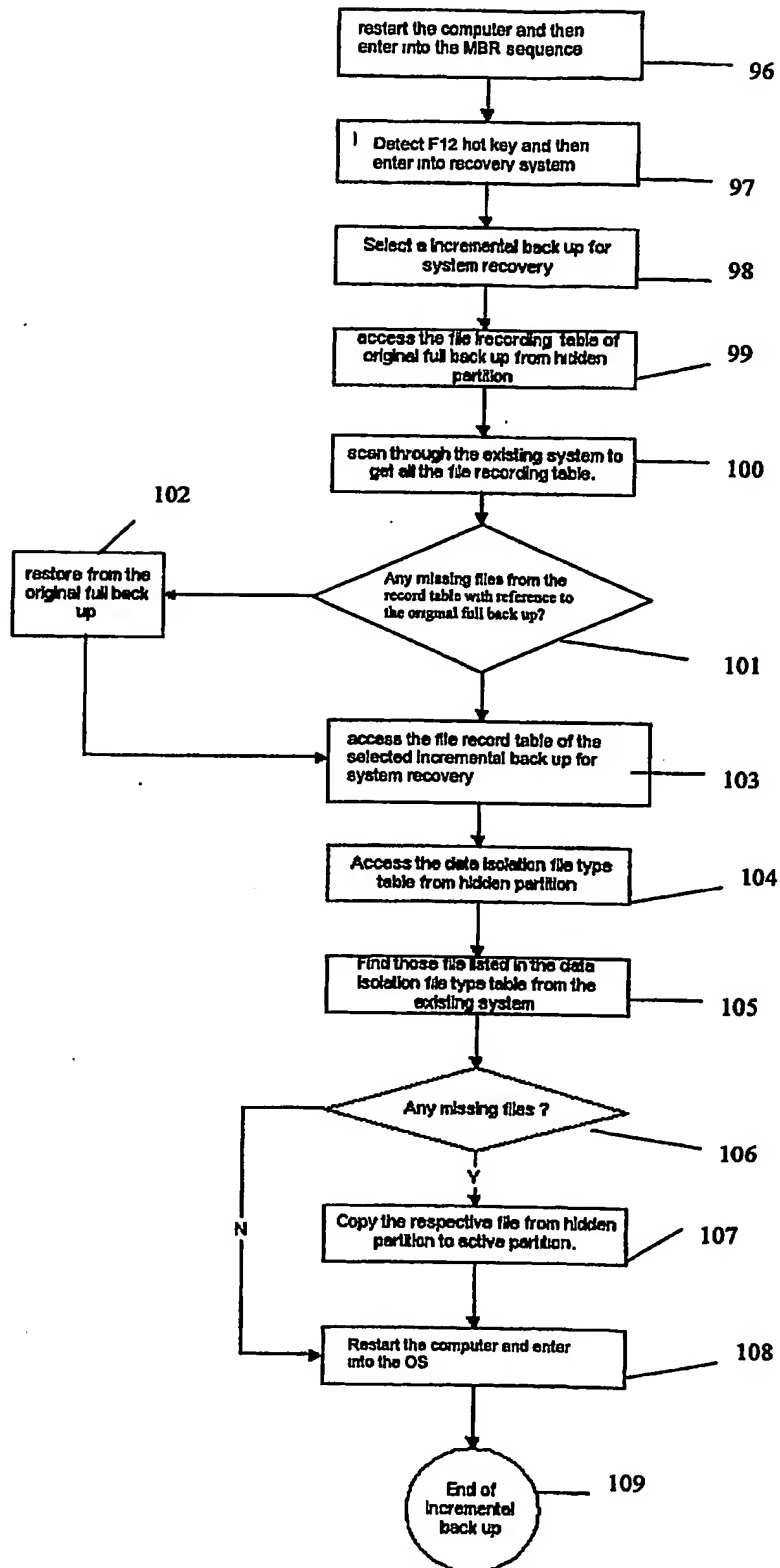 restart the computer and then
enter into the MBR sequence
96
Detect F12 hot key and then
enter into recovery system
97
Select a incremental back up for
system recovery
98
access the file recording table of
original full back up from hidden
partition
99
scan through the existing system to
get all the file recording table.
100
102
restore from the
original full back
up
Any missing files from the
record table with reference to
the original full back up?
101
access the file record table of the
selected incremental back up for
system recovery
103
Access the data isolation file type
table from hidden partition
104
Find those file listed in the data
isolation file type table from the
existing system
105
Any missing files ?
106
Y
N
Copy the respective file from hidden
partition to active partition.
107
Restart the computer and enter
into the OS
108
End of
Incremental
back up
109